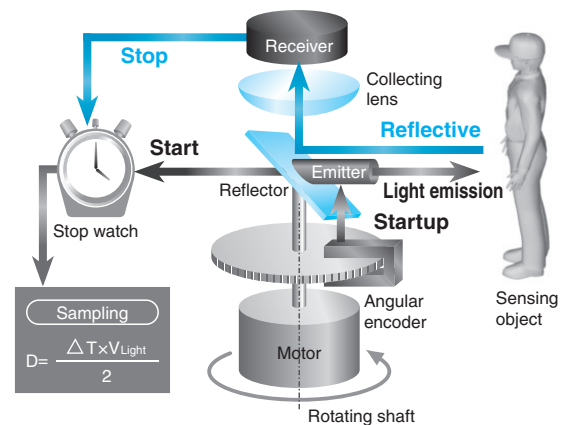 Receiver
Stop
Collecting
lens
Reflective
Start
Emitter
Reflector
Light emission
Startup
Stop watch
Angular
encoder
Sensing
object
Sampling
D= △T×VLight
2
Motor
Rotating shaft